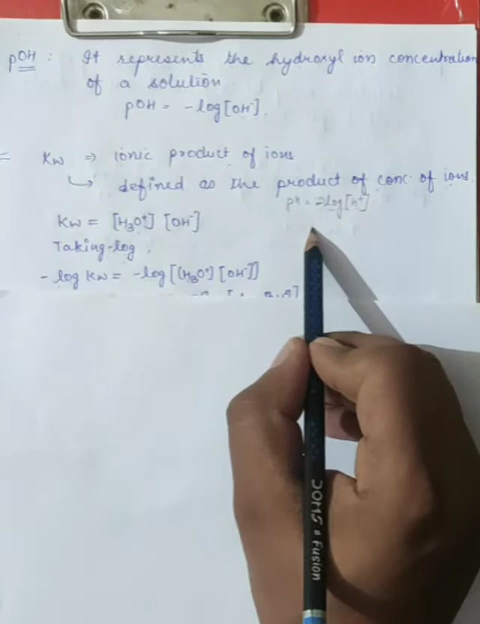 pOH : It represents the hydroxyl ion concentration
of a solution
pOH = -log[OH⁻].
= Kw => ionic product of ions
↳ defined as the product of conc. of ions
pH = -log[H⁺]
Kw = [H₃O⁺] [OH⁻]
Taking -log.
-log Kw = -log[(H₃O⁺] [OH⁻])
DOMS • Fusion